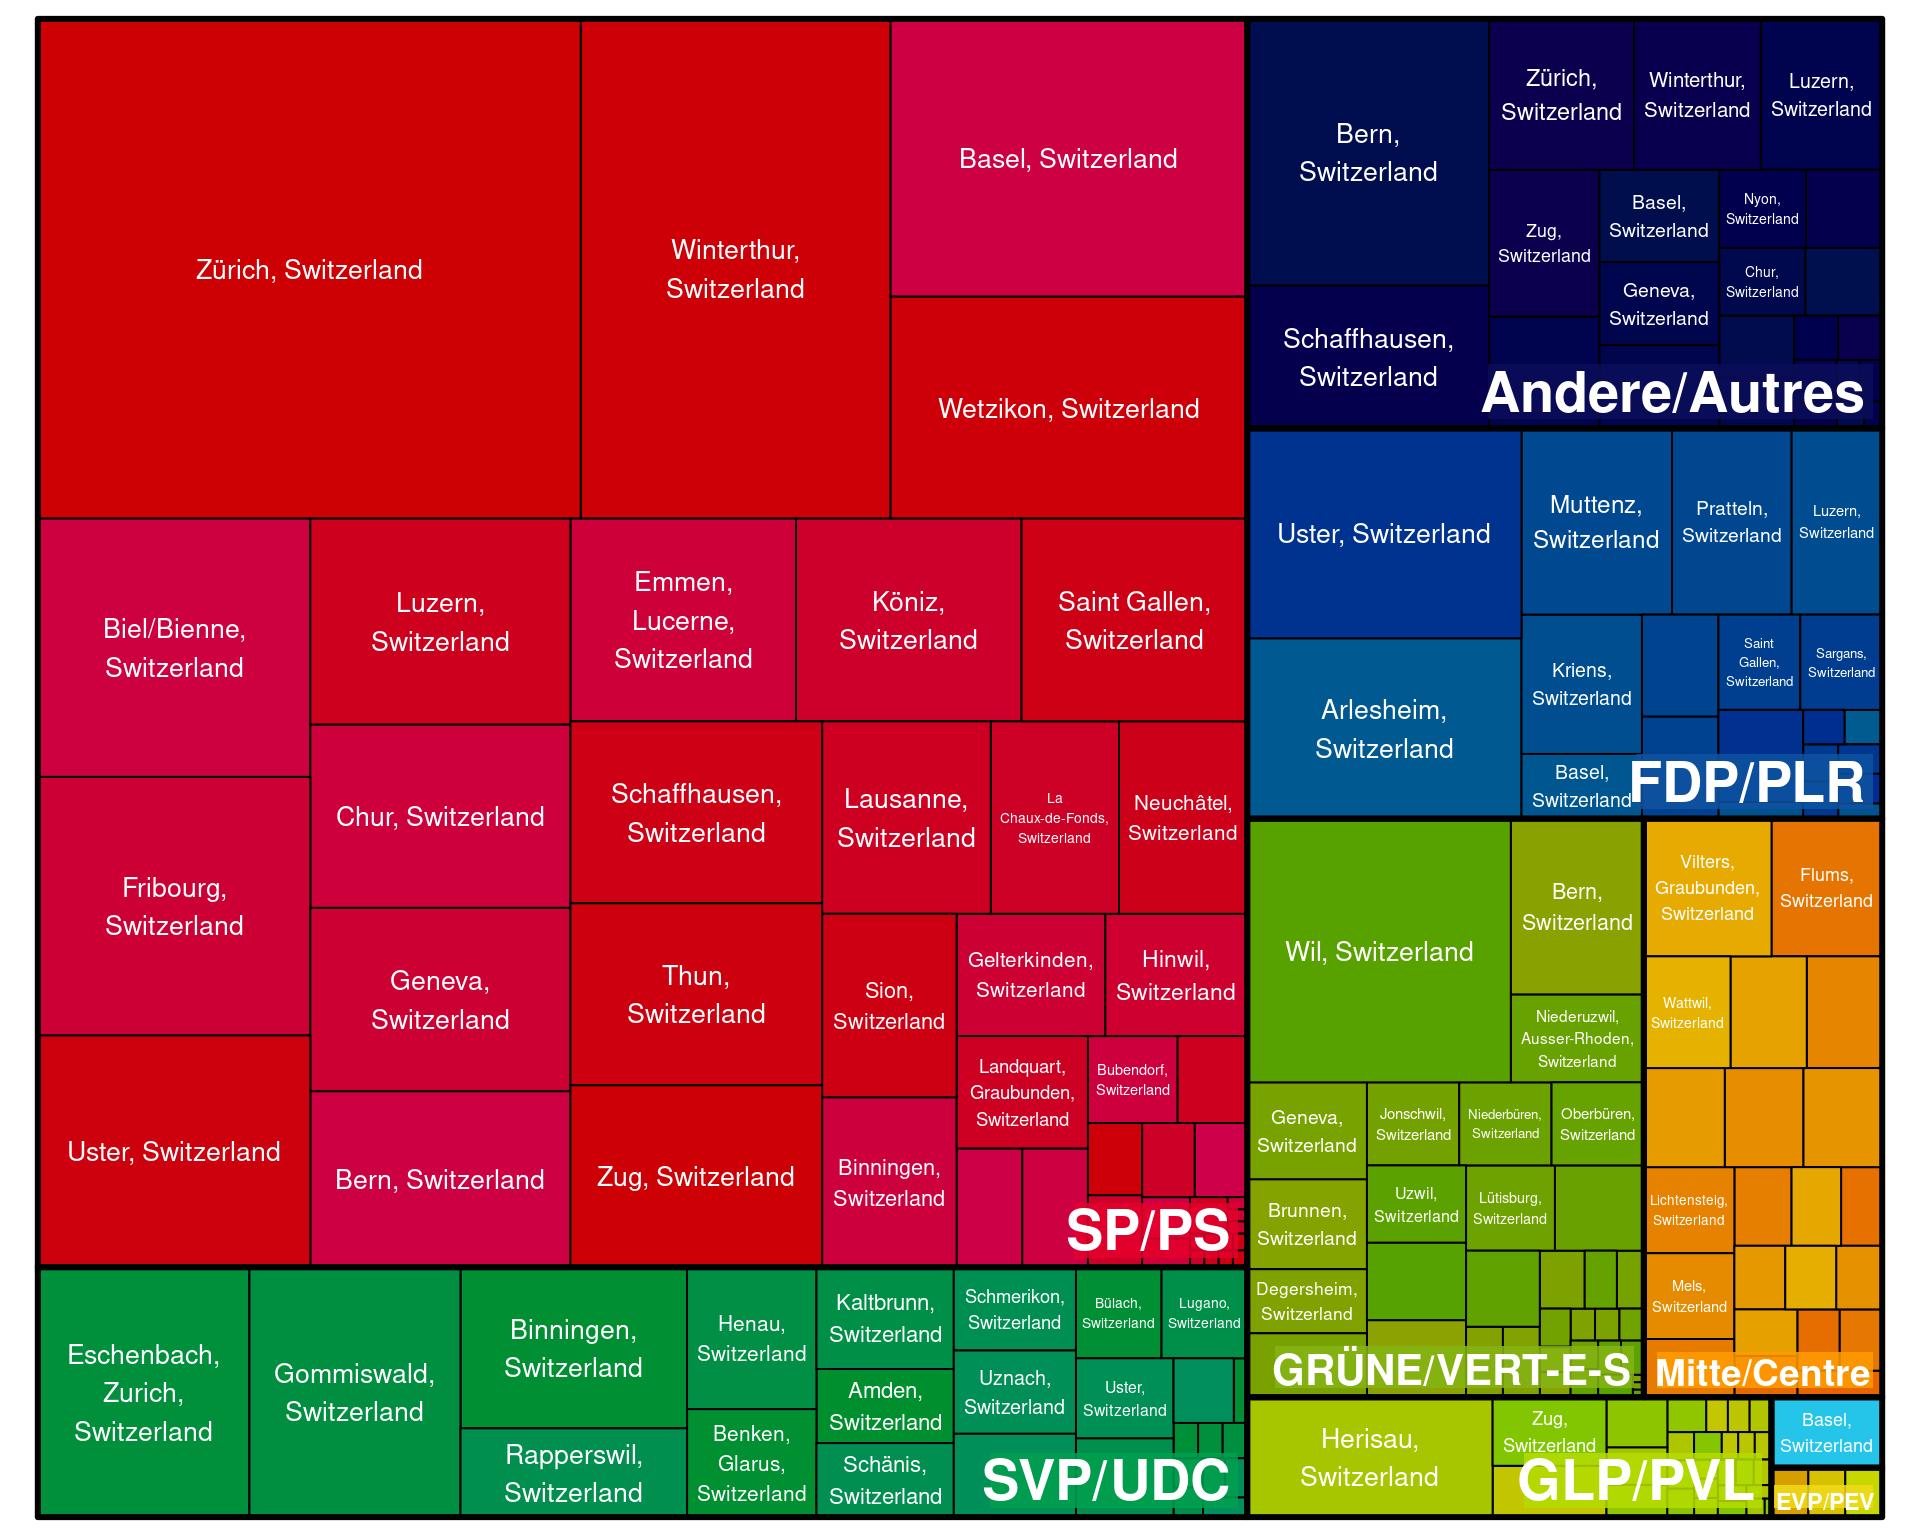 Zürich, Switzerland
Winterthur,
Switzerland
Basel, Switzerland
Wetzikon, Switzerland
Biel/Bienne,
Switzerland
Fribourg,
Switzerland
Uster, Switzerland
Luzern,
Switzerland
Chur, Switzerland
Geneva,
Switzerland
Bern, Switzerland
Emmen,
Lucerne,
Switzerland
Köniz,
Switzerland
Saint Gallen,
Switzerland
Schaffhausen,
Switzerland
Thun,
Switzerland
Zug, Switzerland
Lausanne,
Switzerland
La
Chaux-de-Fonds,
Switzerland
Neuchâtel,
Switzerland
Sion,
Switzerland
Binningen,
Switzerland
Gelterkinden,
Switzerland
Hinwil,
Switzerland
Landquart,
Graubunden,
Switzerland
Bubendorf,
Switzerland
SP/PS
Eschenbach,
Zurich,
Switzerland
Gommiswald,
Switzerland
Binningen,
Switzerland
Rapperswil,
Switzerland
Henau,
Switzerland
Benken,
Glarus,
Switzerland
Kaltbrunn,
Switzerland
Amden,
Switzerland
Schänis,
Switzerland
Schmerikon,
Switzerland
Uznach,
Switzerland
Bülach,
Switzerland
Lugano,
Switzerland
Uster,
Switzerland
SVP/UDC
Bern,
Switzerland
Schaffhausen,
Switzerland
Zürich,
Switzerland
Winterthur,
Switzerland
Luzern,
Switzerland
Zug,
Switzerland
Basel,
Switzerland
Geneva,
Switzerland
Nyon,
Switzerland
Chur,
Switzerland
Andere/Autres
Uster, Switzerland
Arlesheim,
Switzerland
Muttenz,
Switzerland
Pratteln,
Switzerland
Luzern,
Switzerland
Kriens,
Switzerland
Basel,
Switzerland
Saint
Gallen,
Switzerland
Sargans,
Switzerland
FDP/PLR
Wil, Switzerland
Bern,
Switzerland
Niederuzwil,
Ausser-Rhoden,
Switzerland
Geneva,
Switzerland
Brunnen,
Switzerland
Degersheim,
Switzerland
Jonschwil,
Switzerland
Niederbüren,
Switzerland
Oberbüren,
Switzerland
Uzwil,
Switzerland
Lütisburg,
Switzerland
GRÜNE/VERT-E-S
Vilters,
Graubunden,
Switzerland
Flums,
Switzerland
Wattwil,
Switzerland
Lichtensteig,
Switzerland
Mels,
Switzerland
Mitte/Centre
Herisau,
Switzerland
Zug,
Switzerland
GLP/PVL
Basel,
Switzerland
EVP/PEV